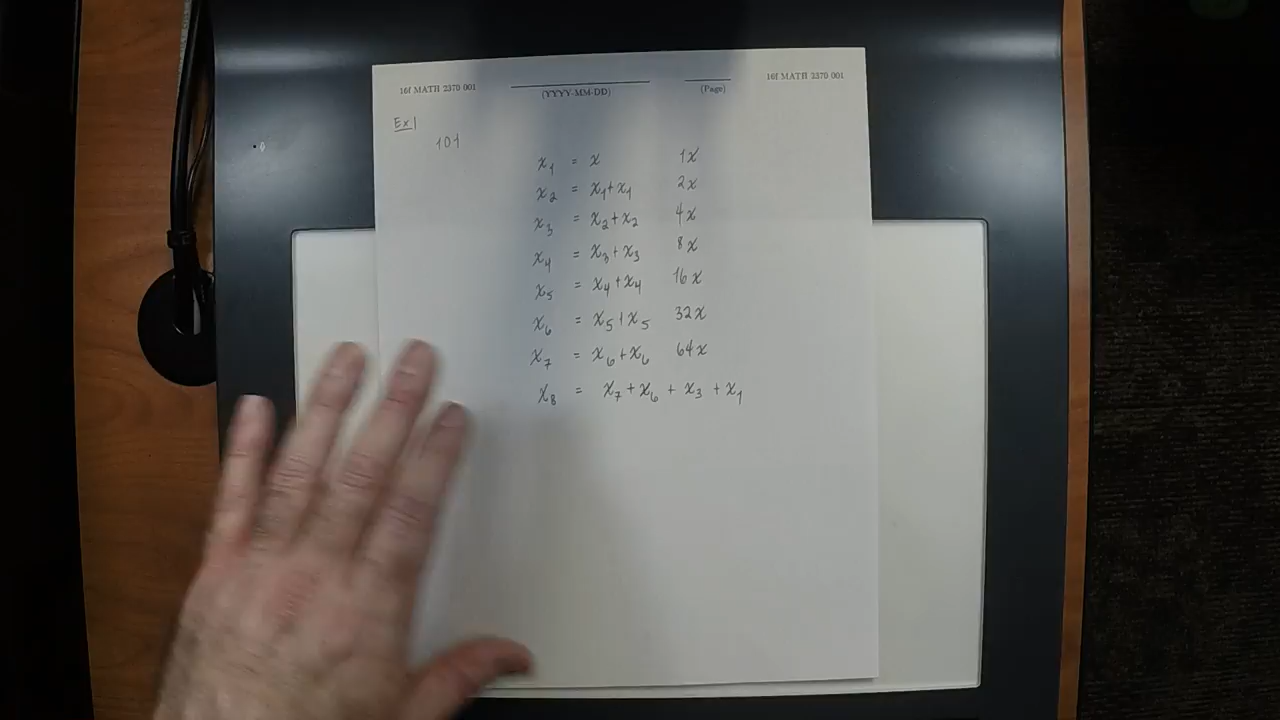 16f MATH 2370 001 (YYYY-MM-DD) (Page) 16f MATH 2370 001
Ex 1
101
x₁ = x 1x
x₂ = x₁+x₁ 2x
x₃ = x₂+x₂ 4x
x₄ = x₃+x₃ 8x
x₅ = x₄+x₄ 16x
x₆ = x₅+x₅ 32x
x₇ = x₆+x₆ 64x
x₈ = x₇+x₆+x₃+x₁